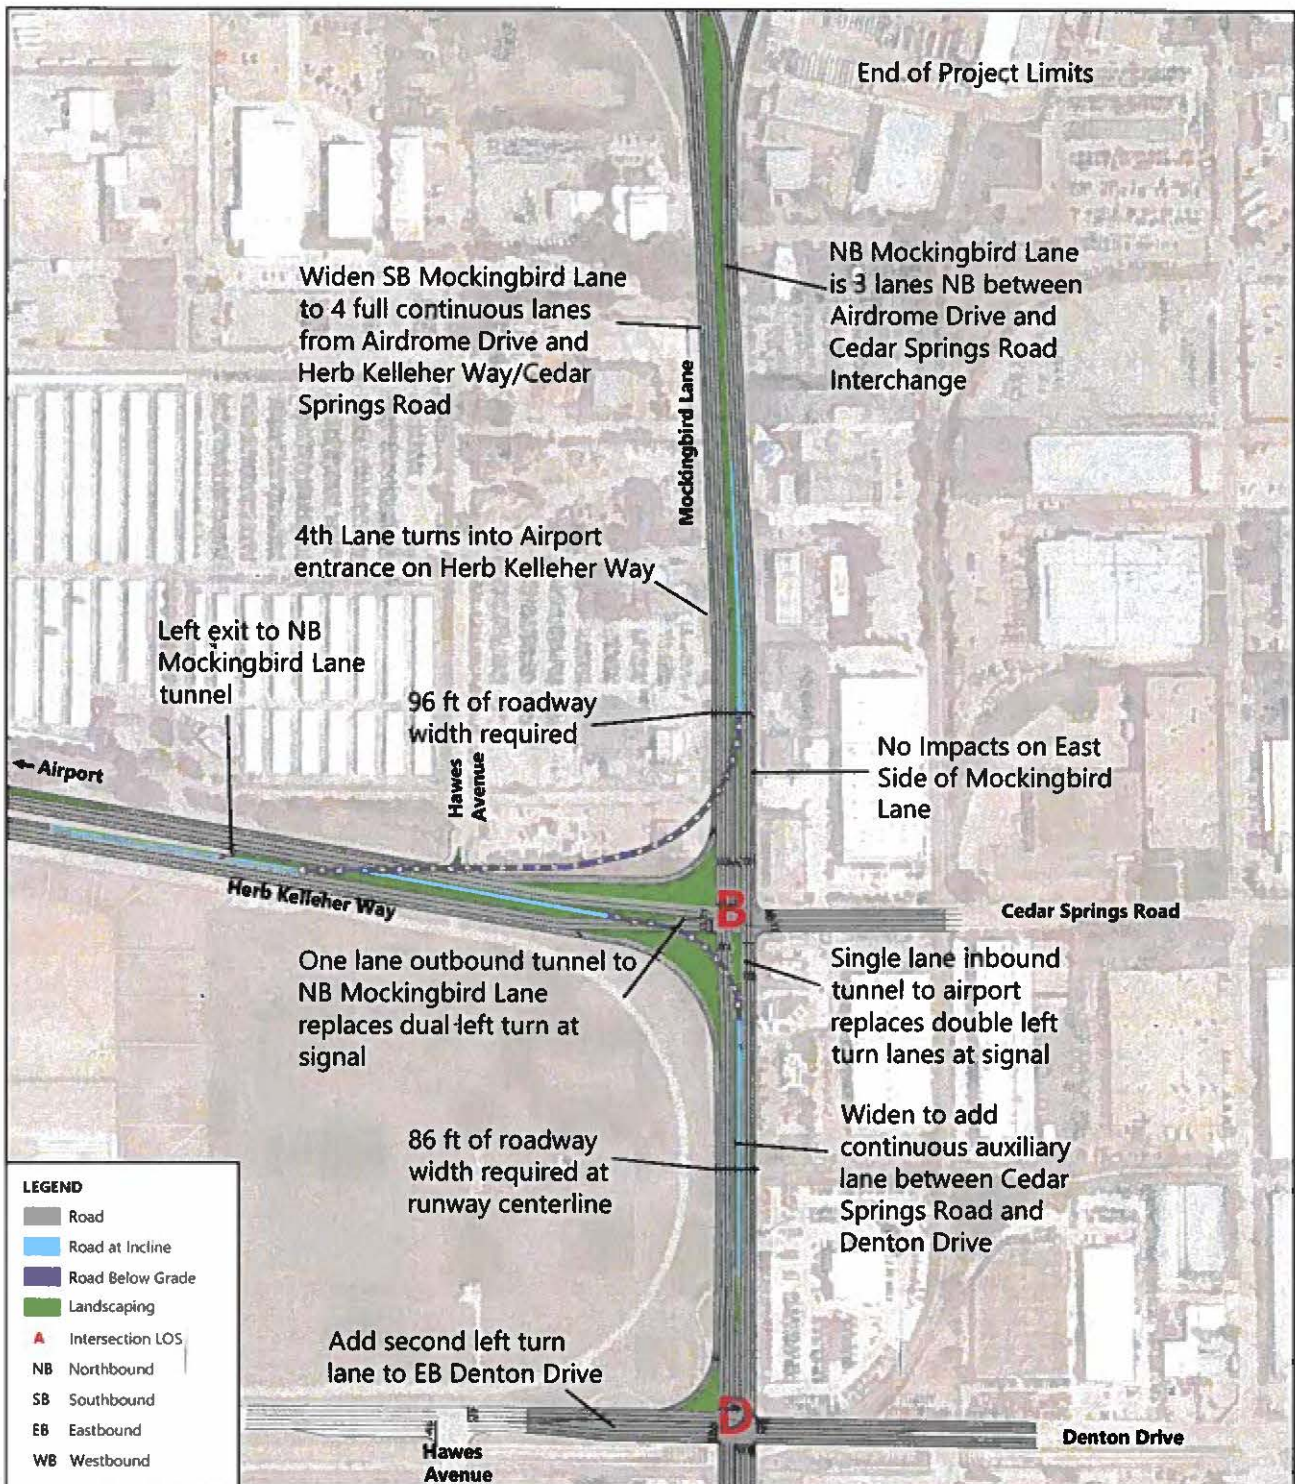 End of Project Limits
Widen SB Mockingbird Lane
to 4 full continuous lanes
from Airdrome Drive and
Herb Kelleher Way/Cedar
Springs Road
NB Mockingbird Lane
is 3 lanes NB between
Airdrome Drive and
Cedar Springs Road
Interchange
Mockingbird Lane
4th Lane turns into Airport
entrance on Herb Kelleher Way
Left exit to NB
Mockingbird Lane
tunnel
96 ft of roadway
width required
No Impacts on East
Side of Mockingbird
Lane
← Airport
Hawes
Avenue
Herb Kelleher Way
B
Cedar Springs Road
One lane outbound tunnel to
NB Mockingbird Lane
replaces dual left turn at
signal
Single lane inbound
tunnel to airport
replaces double left
turn lanes at signal
86 ft of roadway
width required at
runway centerline
Widen to add
continuous auxiliary
lane between Cedar
Springs Road and
Denton Drive
LEGEND
Road
Road at Incline
Road Below Grade
Landscaping
A Intersection LOS
NB Northbound
SB Southbound
EB Eastbound
WB Westbound
Add second left turn
lane to EB Denton Drive
D
Hawes
Avenue
Denton Drive